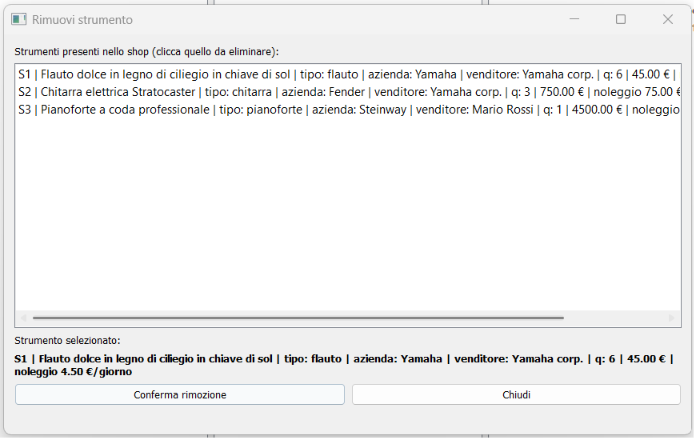 Rimuovi strumento
Strumenti presenti nello shop (clicca quello da eliminare):
S1 | Flauto dolce in legno di ciliegio in chiave di sol | tipo: flauto | azienda: Yamaha | venditore: Yamaha corp. | q: 6 | 45.00 € |
S2 | Chitarra elettrica Stratocaster | tipo: chitarra | azienda: Fender | venditore: Yamaha corp. | q: 3 | 750.00 € | noleggio 75.00 €
S3 | Pianoforte a coda professionale | tipo: pianoforte | azienda: Steinway | venditore: Mario Rossi | q: 1 | 4500.00 € | noleggio
Strumento selezionato:
S1 | Flauto dolce in legno di ciliegio in chiave di sol | tipo: flauto | azienda: Yamaha | venditore: Yamaha corp. | q: 6 | 45.00 € |
noleggio 4.50 €/giorno
Conferma rimozione
Chiudi